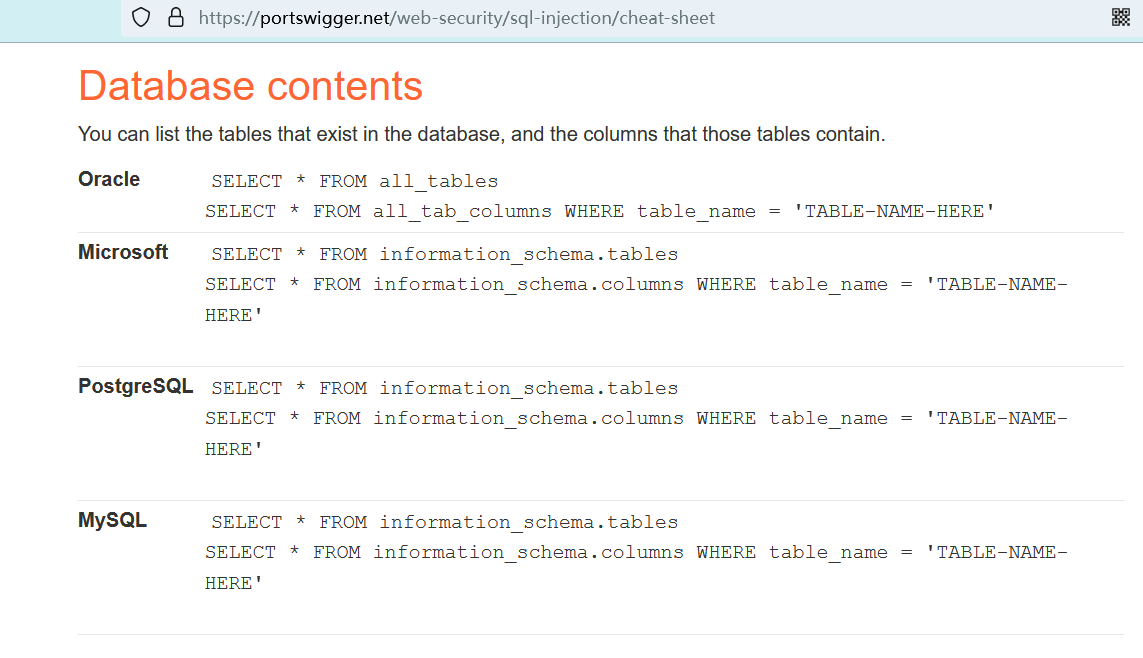 https://portswigger.net/web-security/sql-injection/cheat-sheet
Database contents
You can list the tables that exist in the database, and the columns that those tables contain.
Oracle SELECT * FROM all_tables
SELECT * FROM all_tab_columns WHERE table_name = 'TABLE-NAME-HERE'
Microsoft SELECT * FROM information_schema.tables
SELECT * FROM information_schema.columns WHERE table_name = 'TABLE-NAME-
HERE'
PostgreSQL SELECT * FROM information_schema.tables
SELECT * FROM information_schema.columns WHERE table_name = 'TABLE-NAME-
HERE'
MySQL SELECT * FROM information_schema.tables
SELECT * FROM information_schema.columns WHERE table_name = 'TABLE-NAME-
HERE'